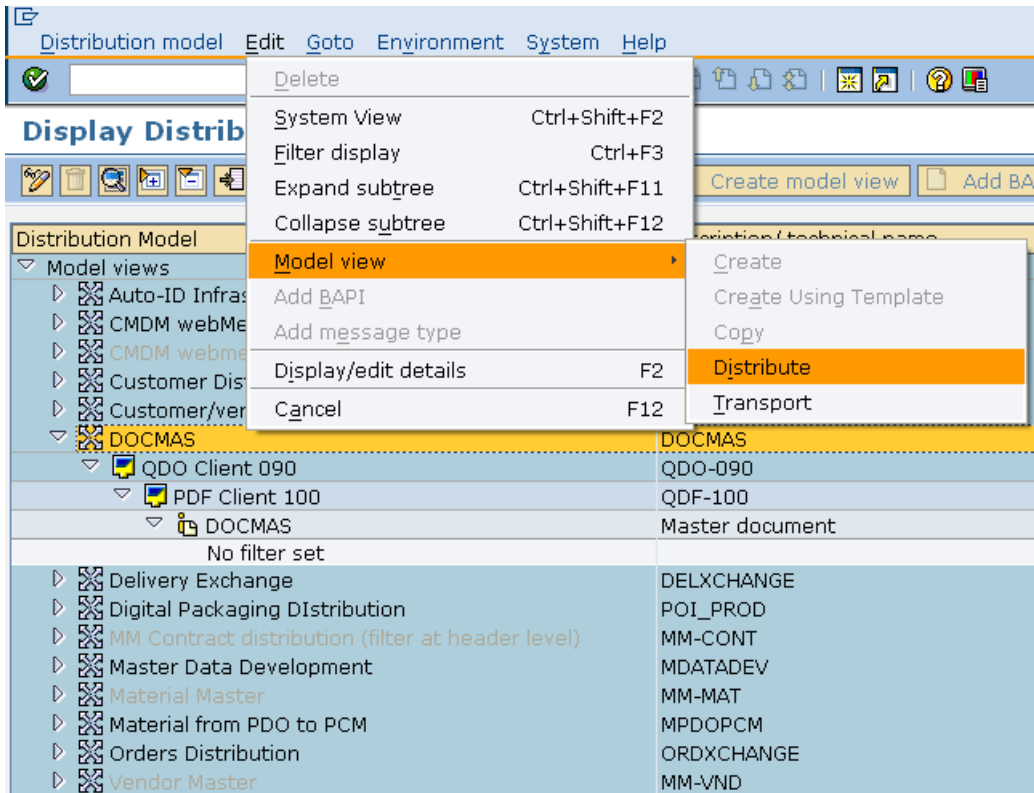 Distribution model Edit Goto Environment System Help
Delete
System View Ctrl+Shift+F2
Display Distrib
Filter display Ctrl+F3
Expand subtree Ctrl+Shift+F11
Create model view Add BA
Collapse subtree Ctrl+Shift+F12
Distribution Model
Model view
Create
Model views
Add BAPI
Create Using Template
Auto-ID Infras
Add message type
Copy
CMDM webMe
CMDM webme
Display/edit details F2
Distribute
Customer Dis
Cancel F12
Transport
Customer/ver
DOCMAS DOCMAS
QDO Client 090 QDO-090
PDF Client 100 QDF-100
DOCMAS Master document
No filter set
Delivery Exchange DELXCHANGE
Digital Packaging DIstribution POI_PROD
MM Contract distribution (filter at header level) MM-CONT
Master Data Development MDATADEV
Material Master MM-MAT
Material from PDO to PCM MPDOPCM
Orders Distribution ORDXCHANGE
Vendor Master MM-VND